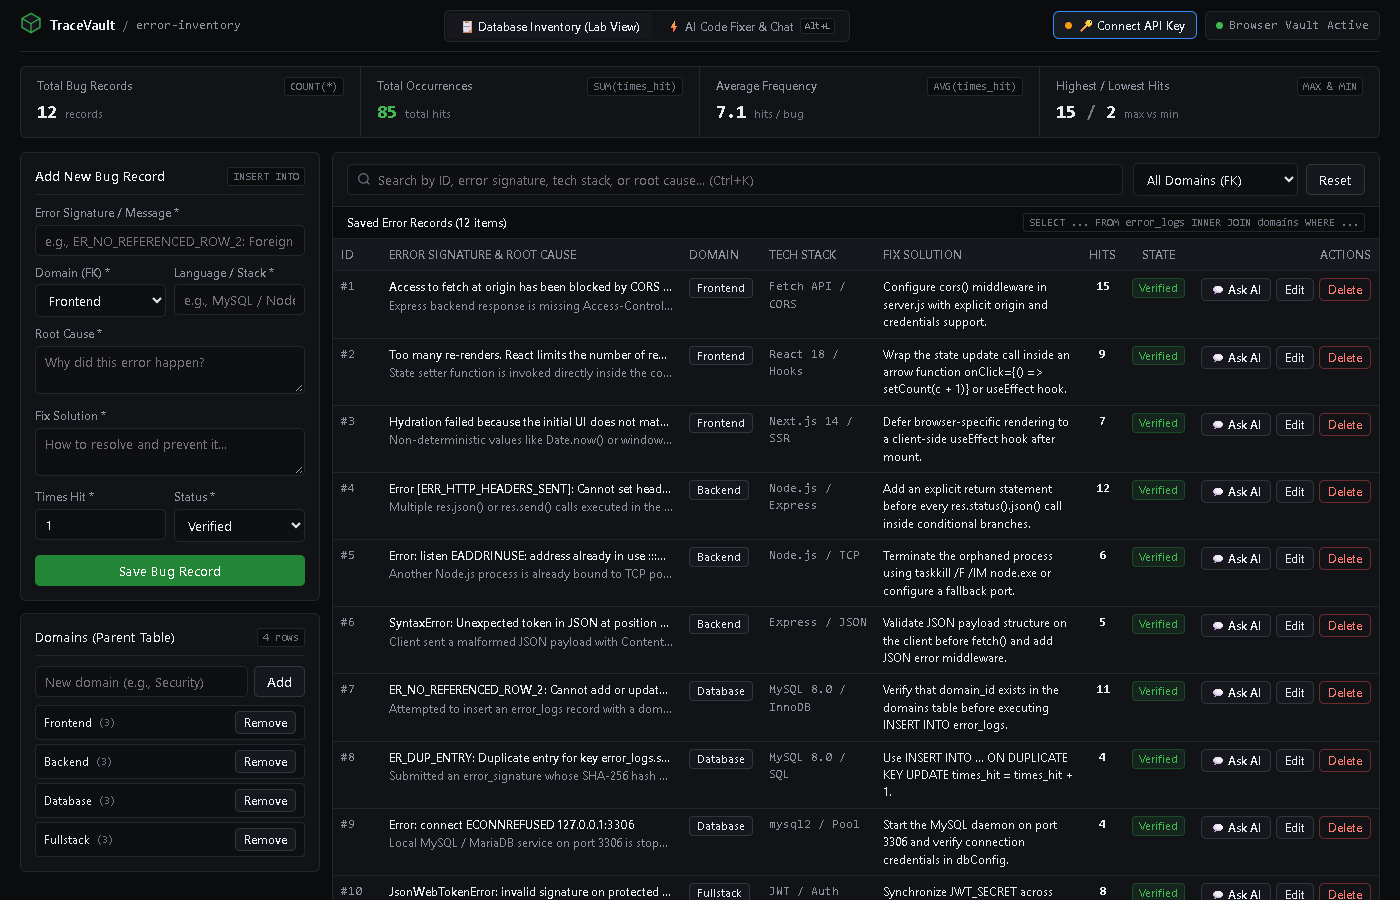 TraceVault / error-inventory
Database Inventory (Lab View)
AI Code Fixer & Chat Alt+L
Connect API Key
Browser Vault Active
Total Bug Records COUNT(*)
12 records
Total Occurrences SUM(times_hit)
85 total hits
Average Frequency AVG(times_hit)
7.1 hits / bug
Highest / Lowest Hits MAX & MIN
15 / 2 max vs min
Add New Bug Record INSERT INTO
Error Signature / Message *
e.g., ER_NO_REFERENCED_ROW_2: Foreign
Domain (FK) * Language / Stack *
Frontend e.g., MySQL / Node
Root Cause *
Why did this error happen?
Fix Solution *
How to resolve and prevent it...
Times Hit * Status *
1 Verified
Save Bug Record
Domains (Parent Table) 4 rows
New domain (e.g., Security) Add
Frontend (3) Remove
Backend (3) Remove
Database (3) Remove
Fullstack (3) Remove
Search by ID, error signature, tech stack, or root cause... (Ctrl+K)
All Domains (FK) Reset
Saved Error Records (12 items) SELECT ... FROM error_logs INNER JOIN domains WHERE ...
ID ERROR SIGNATURE & ROOT CAUSE DOMAIN TECH STACK FIX SOLUTION HITS STATE ACTIONS
#1 Access to fetch at origin has been blocked by CORS ... Frontend Fetch API / Configure cors() middleware in 15 Verified Ask AI Edit Delete
Express backend response is missing Access-Control... CORS server.js with explicit origin and
credentials support.
#2 Too many re-renders. React limits the number of re... Frontend React 18 / Wrap the state update call inside an 9 Verified Ask AI Edit Delete
State setter function is invoked directly inside the co... Hooks arrow function onClick={() =>
setCount(c + 1)} or useEffect hook.
#3 Hydration failed because the initial UI does not mat... Frontend Next.js 14 / Defer browser-specific rendering to 7 Verified Ask AI Edit Delete
Non-deterministic values like Date.now() or window... SSR a client-side useEffect hook after
mount.
#4 Error [ERR_HTTP_HEADERS_SENT]: Cannot set head... Backend Node.js / Add an explicit return statement 12 Verified Ask AI Edit Delete
Multiple res.json() or res.send() calls executed in the ... Express before every res.status().json() call
inside conditional branches.
#5 Error: listen EADDRINUSE: address already in use :::... Backend Node.js / TCP Terminate the orphaned process 6 Verified Ask AI Edit Delete
Another Node.js process is already bound to TCP po... using taskkill /F /IM node.exe or
configure a fallback port.
#6 SyntaxError: Unexpected token in JSON at position ... Backend Express / JSON Validate JSON payload structure on 5 Verified Ask AI Edit Delete
Client sent a malformed JSON payload with Content... the client before fetch() and add
JSON error middleware.
#7 ER_NO_REFERENCED_ROW_2: Cannot add or updat... Database MySQL 8.0 / Verify that domain_id exists in the 11 Verified Ask AI Edit Delete
Attempted to insert an error_logs record with a dom... InnoDB domains table before executing
INSERT INTO error_logs.
#8 ER_DUP_ENTRY: Duplicate entry for key error_logs.s... Database MySQL 8.0 / Use INSERT INTO ... ON DUPLICATE 4 Verified Ask AI Edit Delete
Submitted an error_signature whose SHA-256 hash ... SQL KEY UPDATE times_hit = times_hit +
1.
#9 Error: connect ECONNREFUSED 127.0.0.1:3306 Database mysql2 / Pool Start the MySQL daemon on port 4 Verified Ask AI Edit Delete
Local MySQL / MariaDB service on port 3306 is stop... 3306 and verify connection
credentials in dbConfig.
#10 JsonWebTokenError: invalid signature on protected ... Fullstack JWT / Auth Synchronize JWT_SECRET across 8 Verified Ask AI Edit Delete